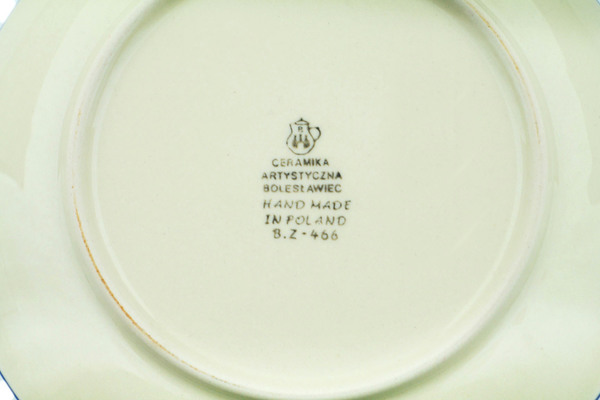 CERAMIKA
ARTYSTYCZNA
BOLESŁAWIEC
HAND MADE
IN POLAND
B.Z-466